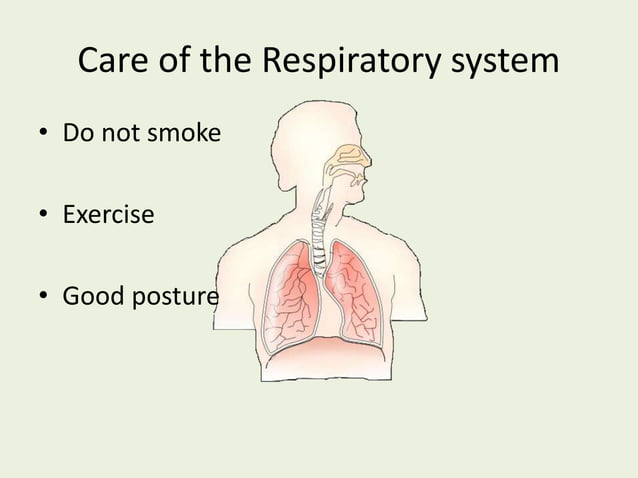 Care of the Respiratory system
• Do not smoke
• Exercise
• Good posture